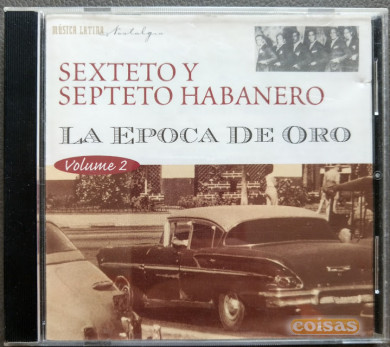 MÚSICA LATINA Nostalgia
SEXTETO Y
SEPTETO HABANERO
LA EPOCA DE ORO
Volume 2
coisas